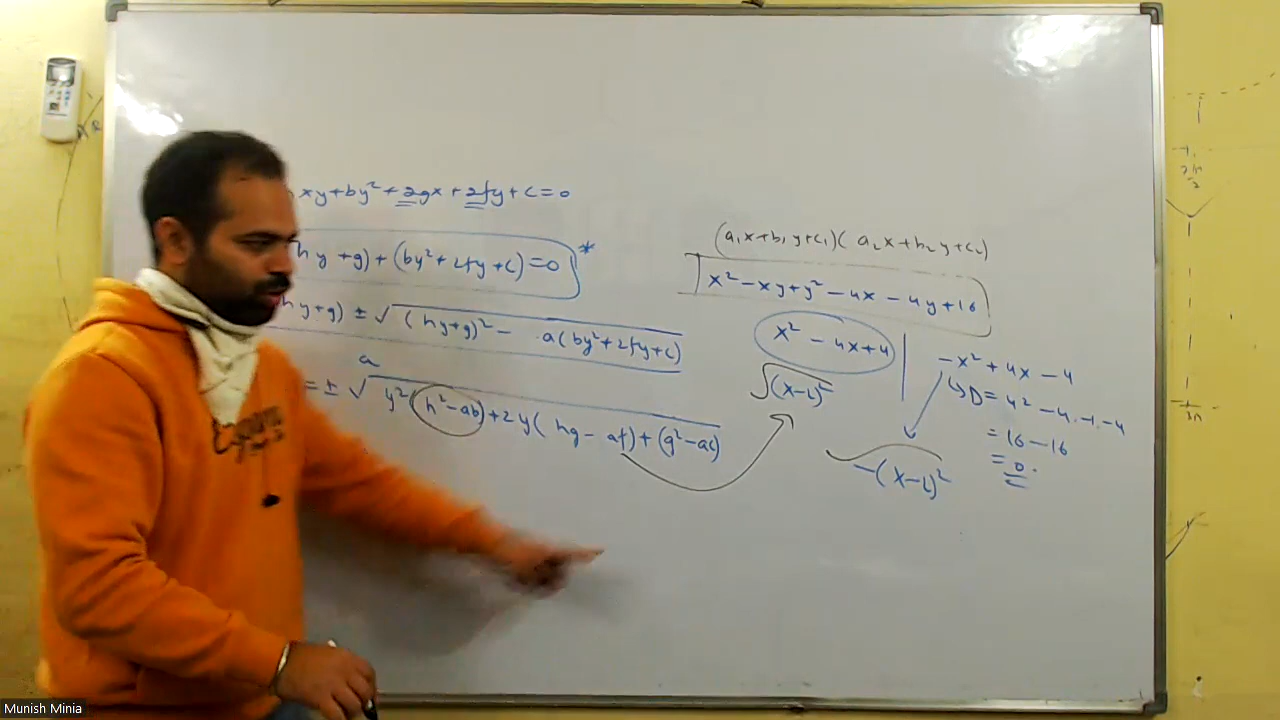 xy+by²+2gx+2fy+c=0
hy+g)+(by²+2fy+c)=0 *
hy+g) ± √(hy+g)² - a(by²+2fy+c)
a
= ± √y²(h²-ab)+2y(hg-af)+(g²-ac)
(a₁x+b₁y+c₁)(a₂x+b₂y+c₂)
x²-xy+y²-4x-4y+16
x²-4x+4
√(x-2)²
-x²+4x-4
↳D=4²-4.-1.-4
=16-16
=0.
-(x-2)²
Munish Minia